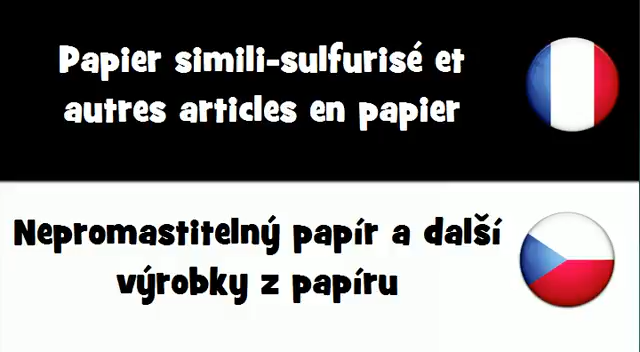 Papier simili-sulfurisé et
autres articles en papier
Nepromastitelný papír a další
výrobky z papíru